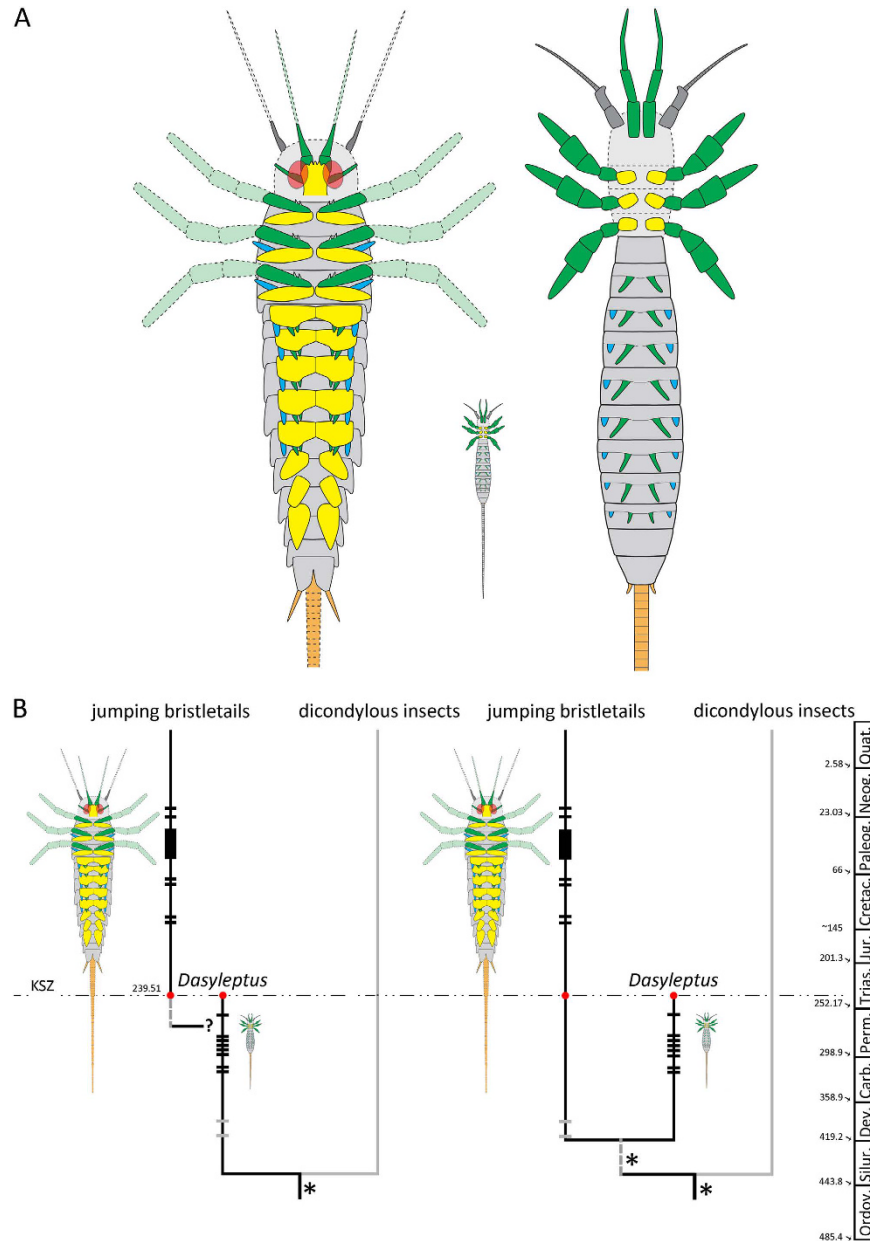 A
B
jumping bristletails
dicondylous insects
jumping bristletails
dicondylous insects
Dasyleptus
Dasyleptus
KSZ
239.51
?
*
*
*
2.58
23.03
66
~145
201.3
252.17
298.9
358.9
419.2
443.8
485.4
Quat.
Neog.
Paleog.
Cretac.
Jur.
Trias.
Perm.
Carb.
Dev.
Silur.
Ordov.